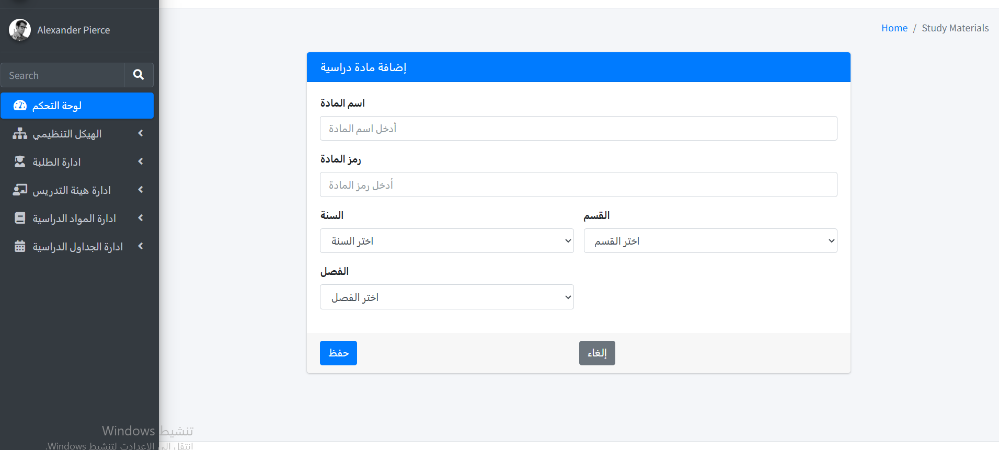 Alexander Pierce
Search
لوحة التحكم
الهيكل التنظيمي
ادارة الطلبة
ادارة هيئة التدريس
ادارة المواد الدراسية
ادارة الجداول الدراسية
Home / Study Materials
إضافة مادة دراسية
اسم المادة
أدخل اسم المادة
رمز المادة
أدخل رمز المادة
السنة
القسم
اختر السنة
اختر القسم
الفصل
اختر الفصل
حفظ
إلغاء
تنشيط Windows
انتقل إلى الإعدادت لتنشيط Windows.